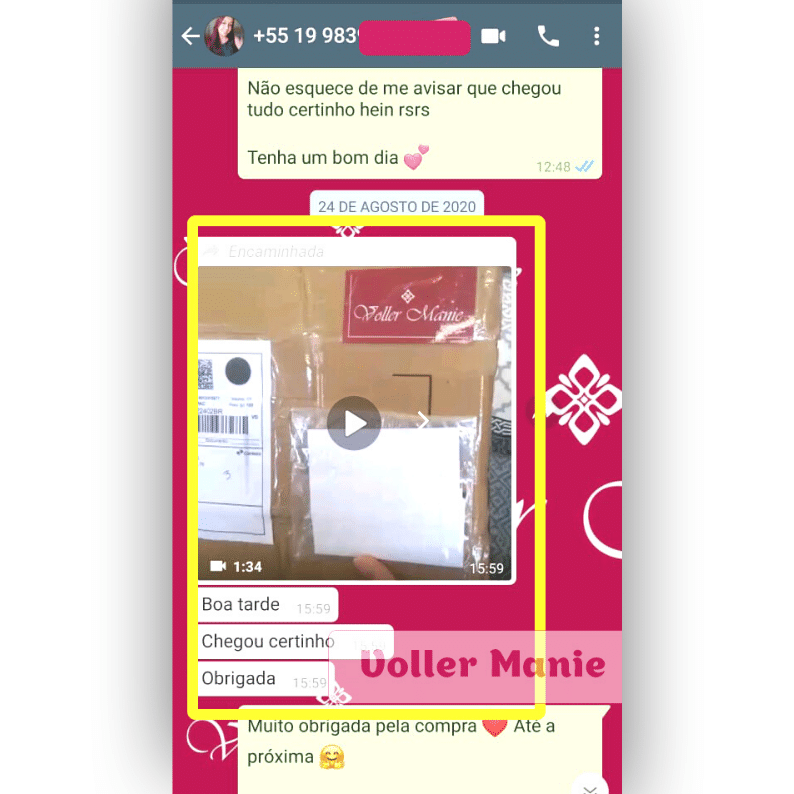 +55 19 983
Não esquece de me avisar que chegou
tudo certinho hein rsrs
Tenha um bom dia 💕
12:48
24 DE AGOSTO DE 2020
Encaminhada
Voller Manie
1:34
15:59
Boa tarde 15:59
Chegou certinho
Obrigada 15:59
Voller Manie
Muito obrigada pela compra ❤️ Até a
próxima 🤗